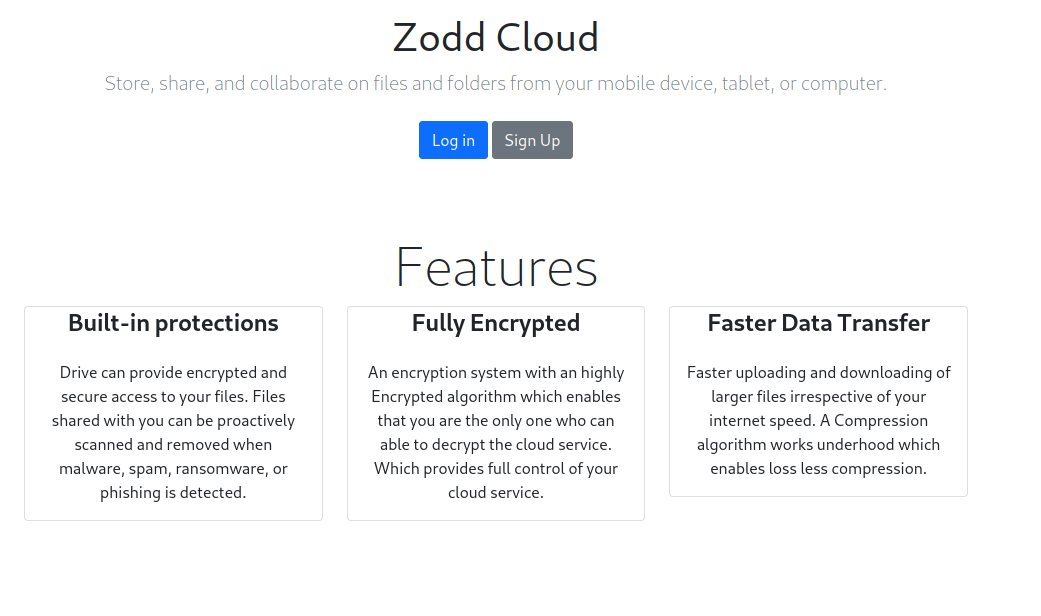 Zodd Cloud
Store, share, and collaborate on files and folders from your mobile device, tablet, or computer.
Log in
Sign Up
Features
Built-in protections
Drive can provide encrypted and
secure access to your files. Files
shared with you can be proactively
scanned and removed when
malware, spam, ransomware, or
phishing is detected.
Fully Encrypted
An encryption system with an highly
Encrypted algorithm which enables
that you are the only one who can
able to decrypt the cloud service.
Which provides full control of your
cloud service.
Faster Data Transfer
Faster uploading and downloading of
larger files irrespective of your
internet speed. A Compression
algorithm works underhood which
enables loss less compression.